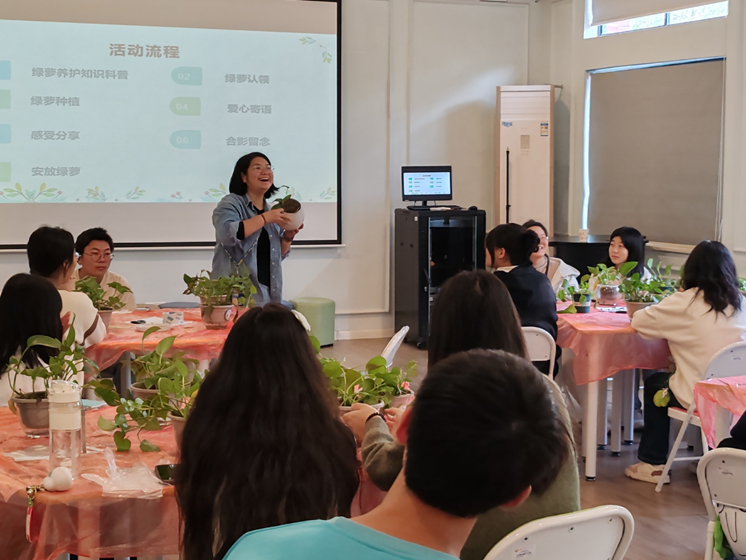 活动流程
绿萝养护知识科普
02 绿萝认领
绿萝种植
04 爱心寄语
感受分享
06 合影留念
安放绿萝